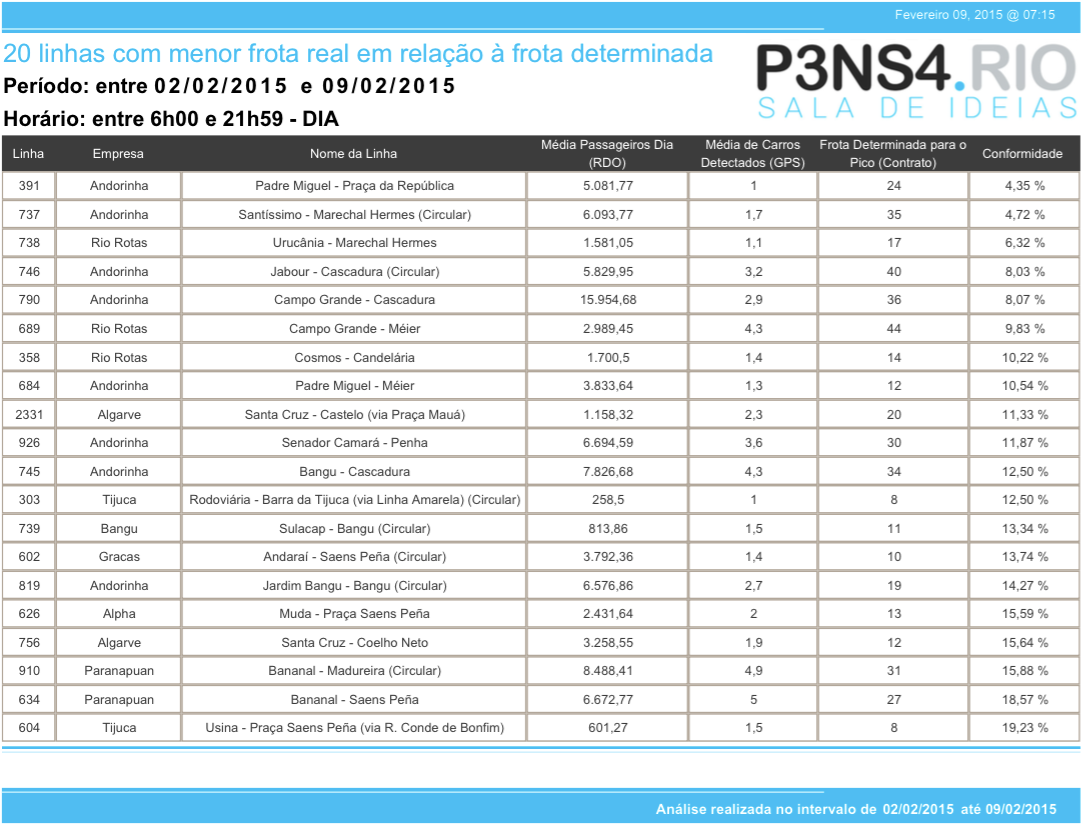 Fevereiro 09, 2015 @ 07:15
20 linhas com menor frota real em relação à frota determinada
Período: entre 02/02/2015 e 09/02/2015
Horário: entre 6h00 e 21h59 - DIA
P3NS4.RIO
SALA DE IDEIAS
Linha Empresa Nome da Linha Média Passageiros Dia (RDO) Média de Carros Detectados (GPS) Frota Determinada para o Pico (Contrato) Conformidade
391 Andorinha Padre Miguel - Praça da República 5.081,77 1 24 4,35 %
737 Andorinha Santíssimo - Marechal Hermes (Circular) 6.093,77 1,7 35 4,72 %
738 Rio Rotas Urucânia - Marechal Hermes 1.581,05 1,1 17 6,32 %
746 Andorinha Jabour - Cascadura (Circular) 5.829,95 3,2 40 8,03 %
790 Andorinha Campo Grande - Cascadura 15.954,68 2,9 36 8,07 %
689 Rio Rotas Campo Grande - Méier 2.989,45 4,3 44 9,83 %
358 Rio Rotas Cosmos - Candelária 1.700,5 1,4 14 10,22 %
684 Andorinha Padre Miguel - Méier 3.833,64 1,3 12 10,54 %
2331 Algarve Santa Cruz - Castelo (via Praça Mauá) 1.158,32 2,3 20 11,33 %
926 Andorinha Senador Camará - Penha 6.694,59 3,6 30 11,87 %
745 Andorinha Bangu - Cascadura 7.826,68 4,3 34 12,50 %
303 Tijuca Rodoviária - Barra da Tijuca (via Linha Amarela) (Circular) 258,5 1 8 12,50 %
739 Bangu Sulacap - Bangu (Circular) 813,86 1,5 11 13,34 %
602 Gracas Andaraí - Saens Peña (Circular) 3.792,36 1,4 10 13,74 %
819 Andorinha Jardim Bangu - Bangu (Circular) 6.576,86 2,7 19 14,27 %
626 Alpha Muda - Praça Saens Peña 2.431,64 2 13 15,59 %
756 Algarve Santa Cruz - Coelho Neto 3.258,55 1,9 12 15,64 %
910 Paranapuan Bananal - Madureira (Circular) 8.488,41 4,9 31 15,88 %
634 Paranapuan Bananal - Saens Peña 6.672,77 5 27 18,57 %
604 Tijuca Usina - Praça Saens Peña (via R. Conde de Bonfim) 601,27 1,5 8 19,23 %
Análise realizada no intervalo de 02/02/2015 até 09/02/2015